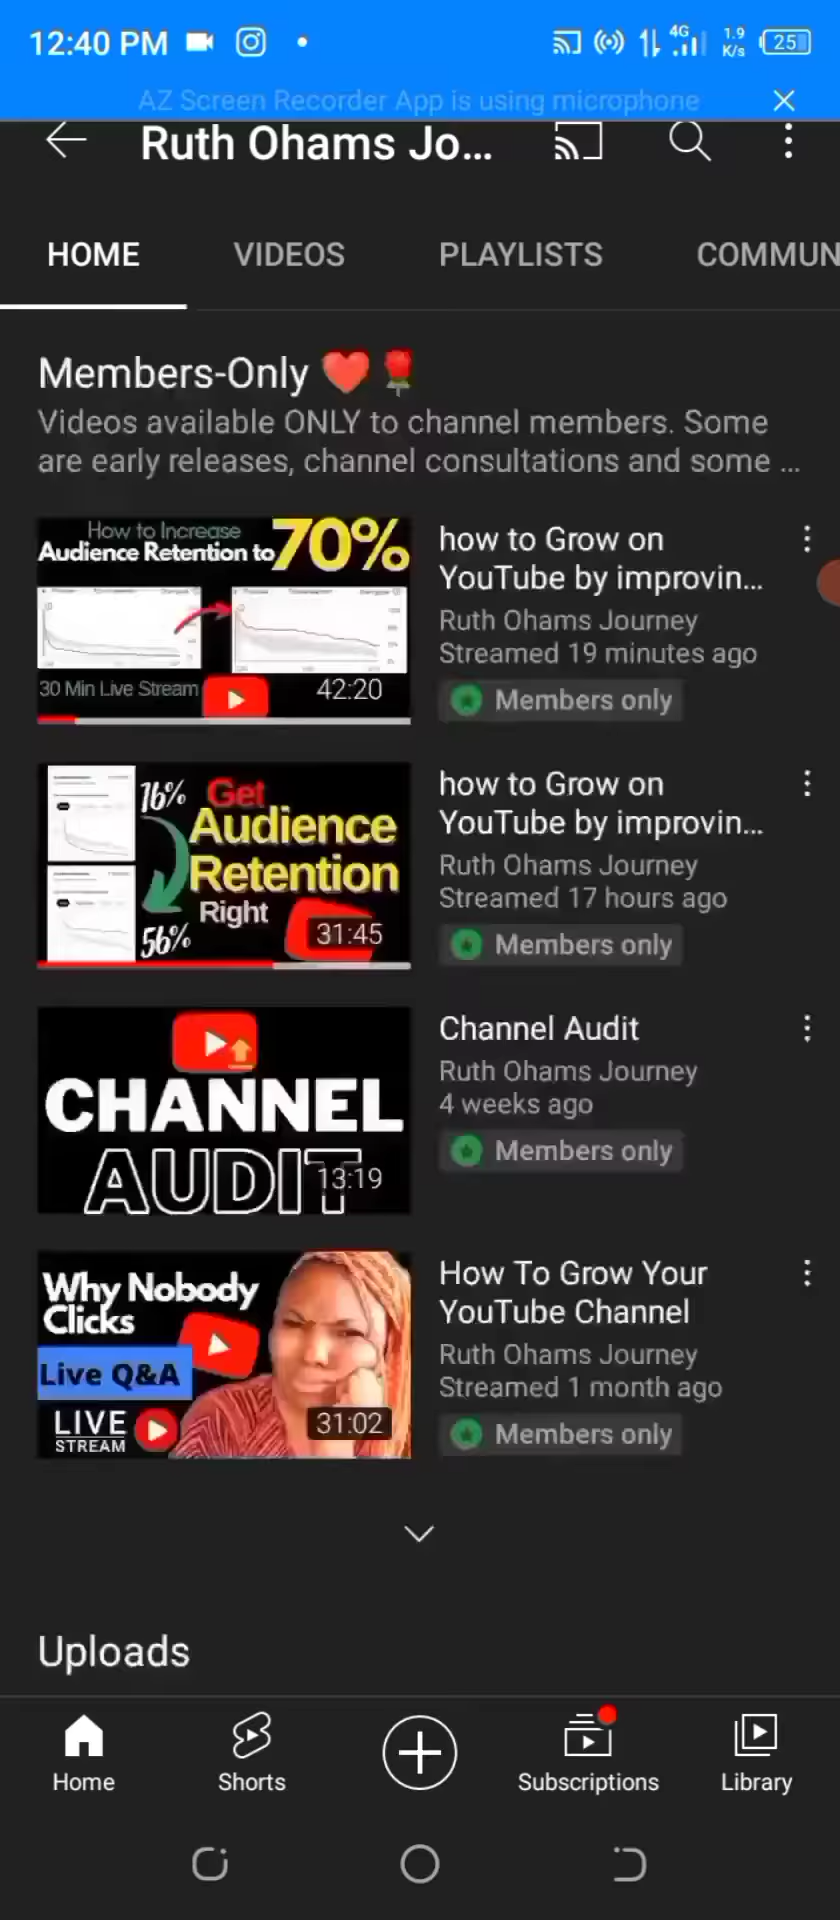 12:40 PM
4G
1.9
K/s
25
AZ Screen Recorder App is using microphone
Ruth Ohams Jo...
HOME
VIDEOS
PLAYLISTS
COMMUN
Members-Only ❤️🌹
Videos available ONLY to channel members. Some
are early releases, channel consultations and some ...
How to Increase
Audience Retention to 70%
30 Min Live Stream
42:20
how to Grow on
YouTube by improvin...
Ruth Ohams Journey
Streamed 19 minutes ago
Members only
16% Get
Audience
Retention
Right
56%
31:45
how to Grow on
YouTube by improvin...
Ruth Ohams Journey
Streamed 17 hours ago
Members only
CHANNEL
AUDIT
13:19
Channel Audit
Ruth Ohams Journey
4 weeks ago
Members only
Why Nobody
Clicks
Live Q&A
LIVE
STREAM
31:02
How To Grow Your
YouTube Channel
Ruth Ohams Journey
Streamed 1 month ago
Members only
Uploads
Home
Shorts
Subscriptions
Library